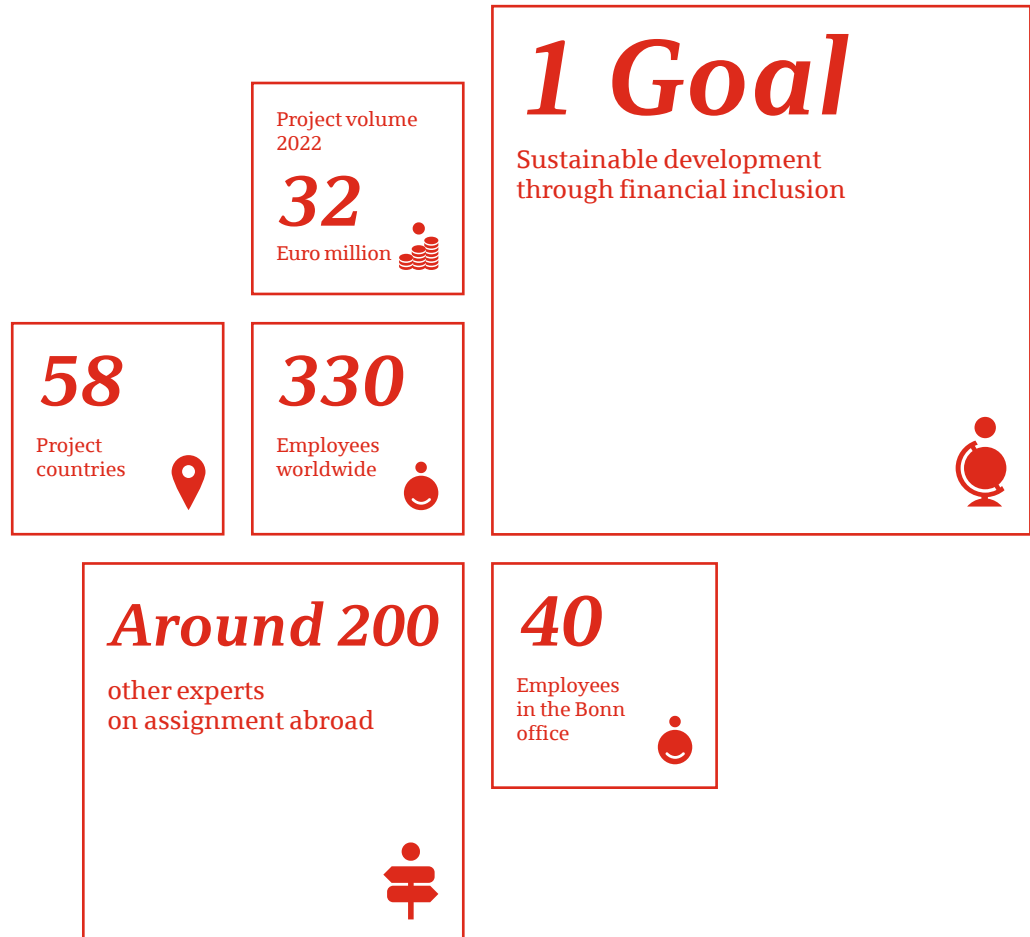 1 Goal
Sustainable development
through financial inclusion
Project volume
2022
32
Euro million
58
Project
countries
330
Employees
worldwide
Around 200
other experts
on assignment abroad
40
Employees
in the Bonn
office